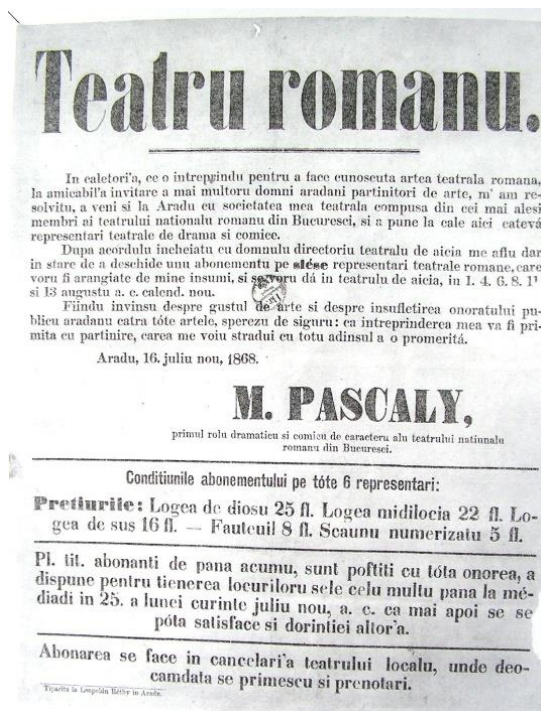 Teatru romanu.
In caletori'a, ce o intreprindu pentru a face cunoscuta artea teatrala romana,
la amicabil'a invitare a mai multoru domni aradani partinitori de arte, m' am re-
solvitu, a veni si la Aradu cu societatea mea teatrala compusa din cei mai alesi
membri ai teatrului nationalu romanu din Bucuresci, si a pune la cale aici catevá
representari teatrale de drama si comice.
Dupa acordulu incheiatu cu domnulu directoriu teatralu de aicia me aflu dar
in stare de a deschide unu abonementu pe siése representari teatrale romane, care
voru fi arangiate de mine insumi, si se voru dá in teatrulu de aicia, in 1. 4. 6. 8. 11
si 13 augustu a. c. calend. nou.
Fiindu invinsu despre gustul de arte si despre insufletirea onoratului pu-
blicu aradanu catra tóte artele, sperezu de siguru: ca intreprinderea mea va fi pri-
mita cu partinire, carea me voiu stradui cu totu adinsul a o promeritá.
Aradu, 16. juliu nou, 1868.
M. PASCALY,
primul rolu dramaticu si comicu de caracteru alu teatrului natiunalu
romanu din Bucuresci.
Conditiunile abonementului pe tóte 6 representari:
Pretiurile: Logea de diosu 25 fl. Logea midilocia 22 fl. Lo-
gea de sus 16 fl. — Fauteuil 8 fl. Scaunu numerizatu 5 fl.
Pl. tit. abonanti de pana acumu, sunt poftiti cu tóta onorea, a
dispune pentru tienerea locuriloru sele celu multu pana la mé-
diadi in 25. a lunei curinte juliu nou, a. c. ca mai apoi se se
póta satisface si dorintiei altor'a.
Abonarea se face in cancelari'a teatrului localu, unde deo-
camdata se primescu si prenotari.
Tiparita la Leopoldu Réthy in Aradu.